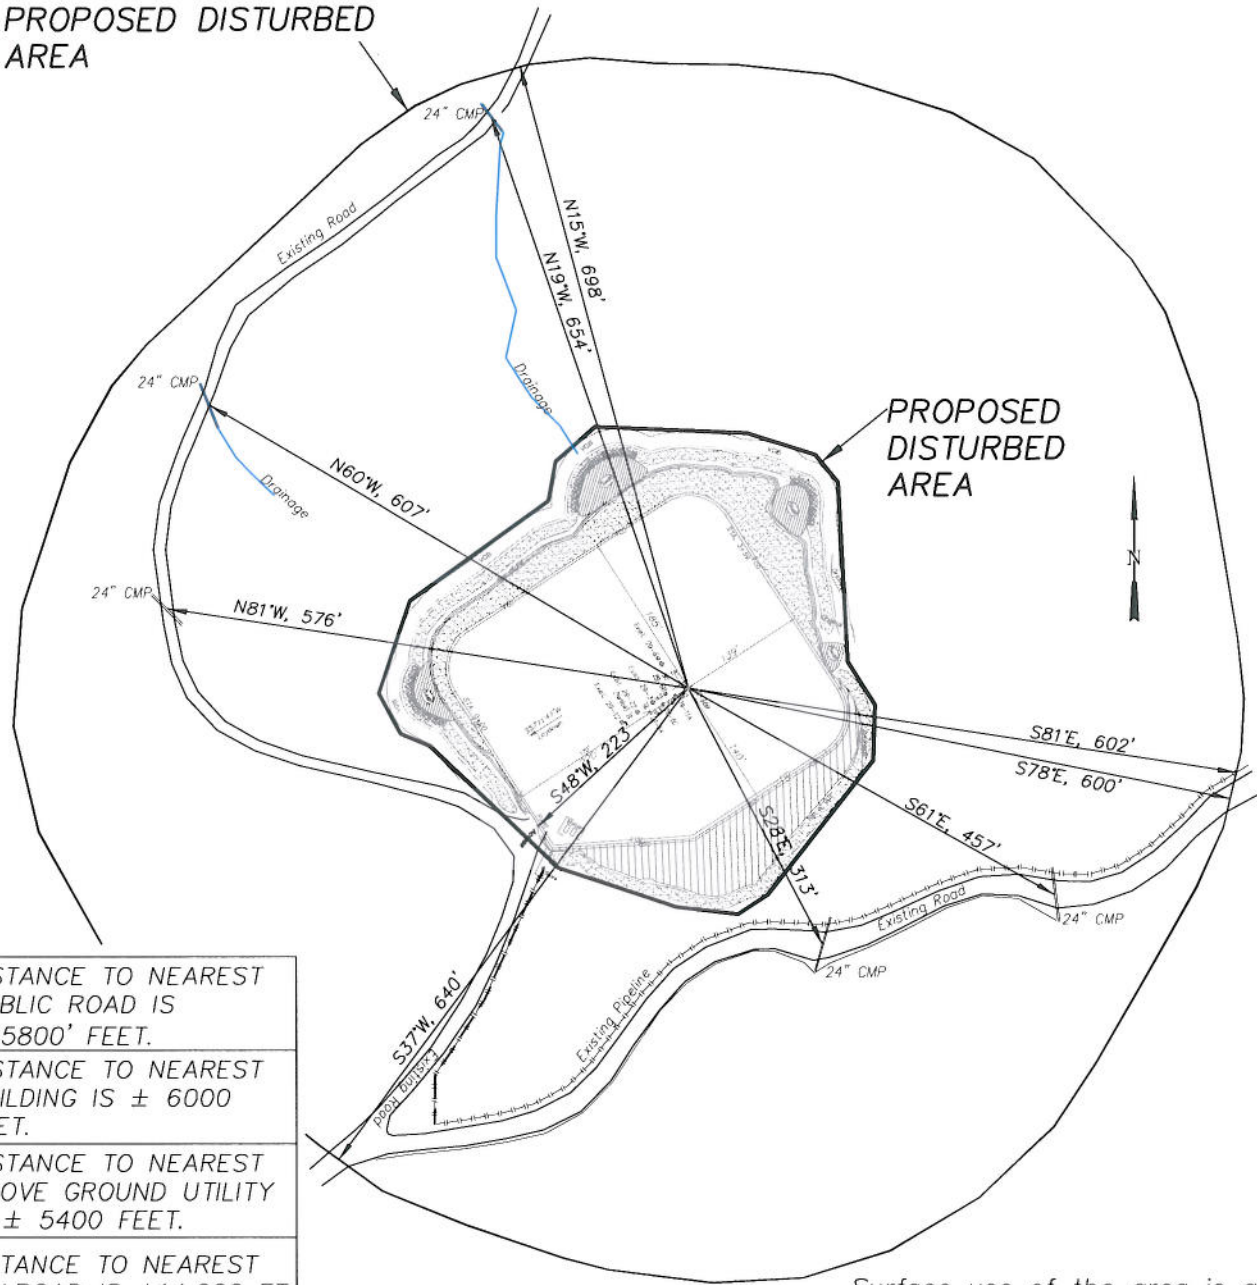 PROPOSED DISTURBED
AREA
24" CMP
Existing Road
N15°W, 698'
N19°W, 654'
Drainage
24" CMP
N60°W, 607'
Drainage
PROPOSED
DISTURBED
AREA
N
24" CMP
N81°W, 576'
185'
139'
140'
S48°W, 223'
S81°E, 602'
S78°E, 600'
S61°E, 457'
S28°E, 313'
Existing Road
24" CMP
24" CMP
Existing Pipeline
S37°W, 640'
Existing Road
STANCE TO NEAREST
BLIC ROAD IS
5800' FEET.
STANCE TO NEAREST
ILDING IS ± 6000
ET.
STANCE TO NEAREST
OVE GROUND UTILITY
± 5400 FEET.
TANCE TO NEAREST
Surface use of the area is